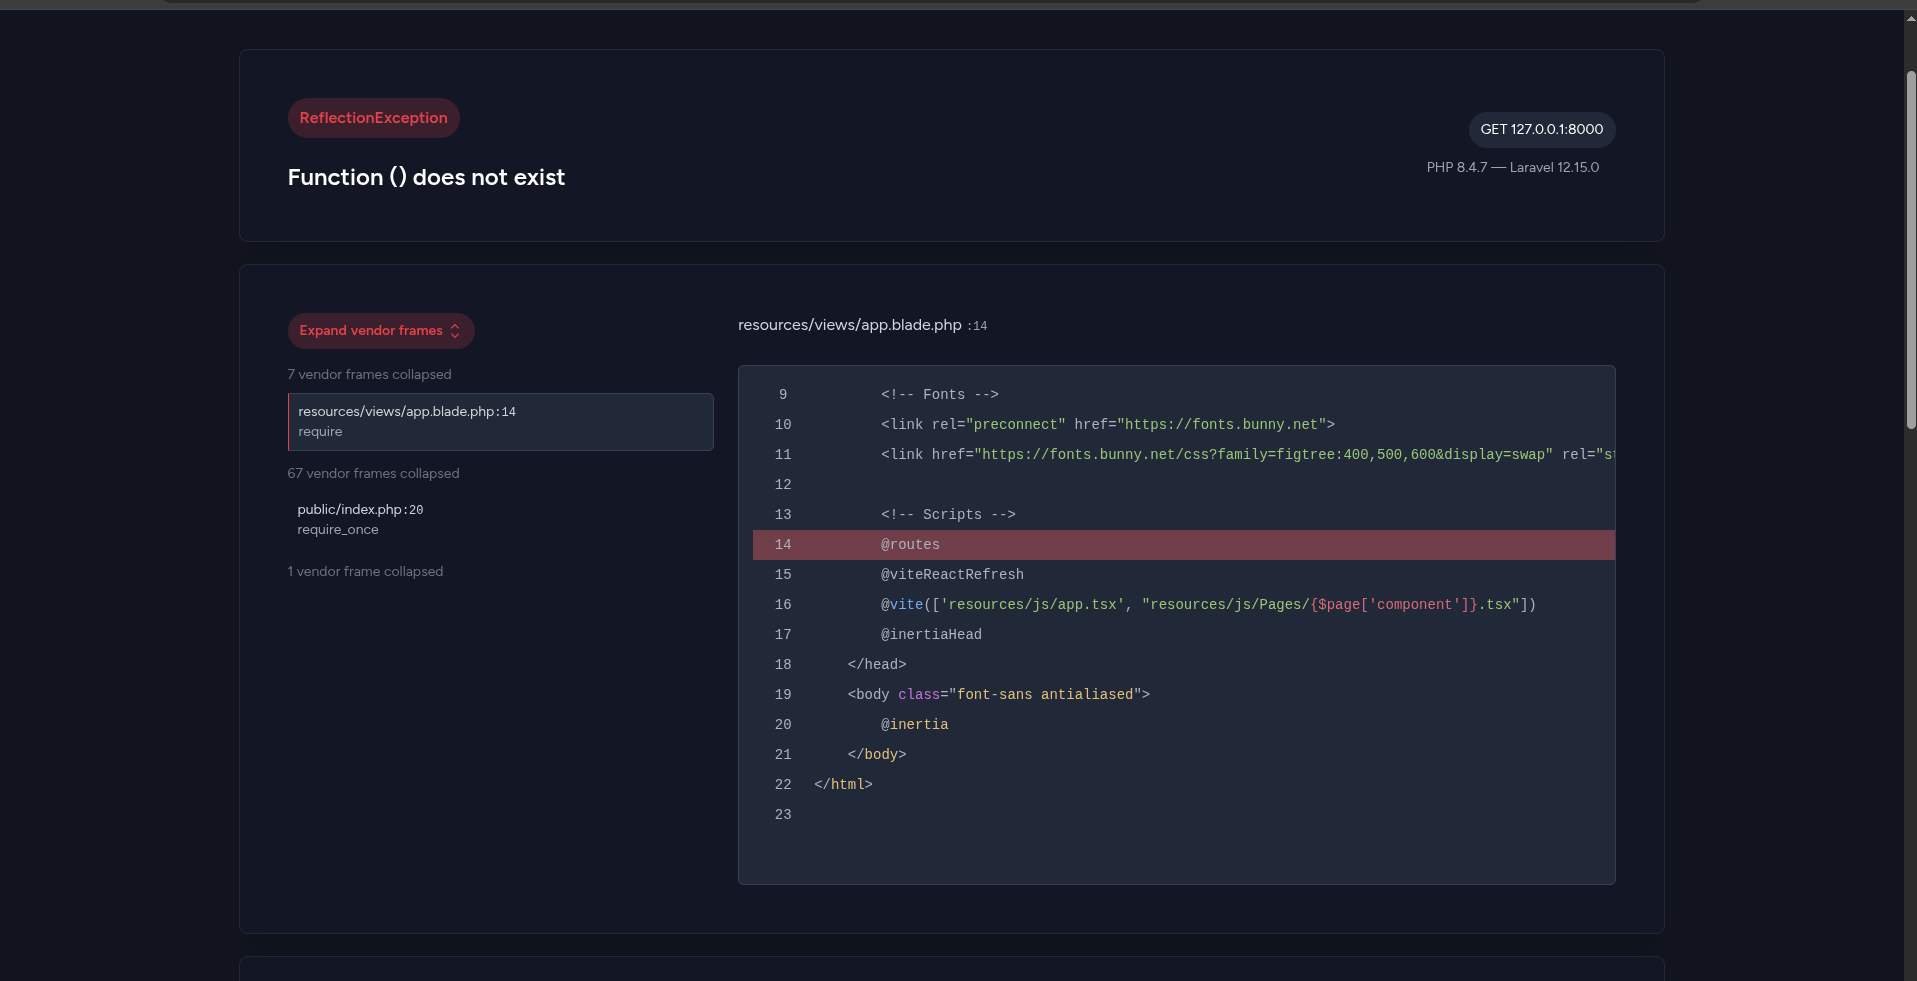 ReflectionException
Function () does not exist
GET 127.0.0.1:8000
PHP 8.4.7 — Laravel 12.15.0
Expand vendor frames
7 vendor frames collapsed
resources/views/app.blade.php:14
require
67 vendor frames collapsed
public/index.php:20
require_once
1 vendor frame collapsed
resources/views/app.blade.php :14
9 <!-- Fonts -->
10 <link rel="preconnect" href="https://fonts.bunny.net">
11 <link href="https://fonts.bunny.net/css?family=figtree:400,500,600&display=swap" rel="st
12
13 <!-- Scripts -->
14 @routes
15 @viteReactRefresh
16 @vite(['resources/js/app.tsx', "resources/js/Pages/{$page['component']}.tsx"])
17 @inertiaHead
18 </head>
19 <body class="font-sans antialiased">
20 @inertia
21 </body>
22 </html>
23